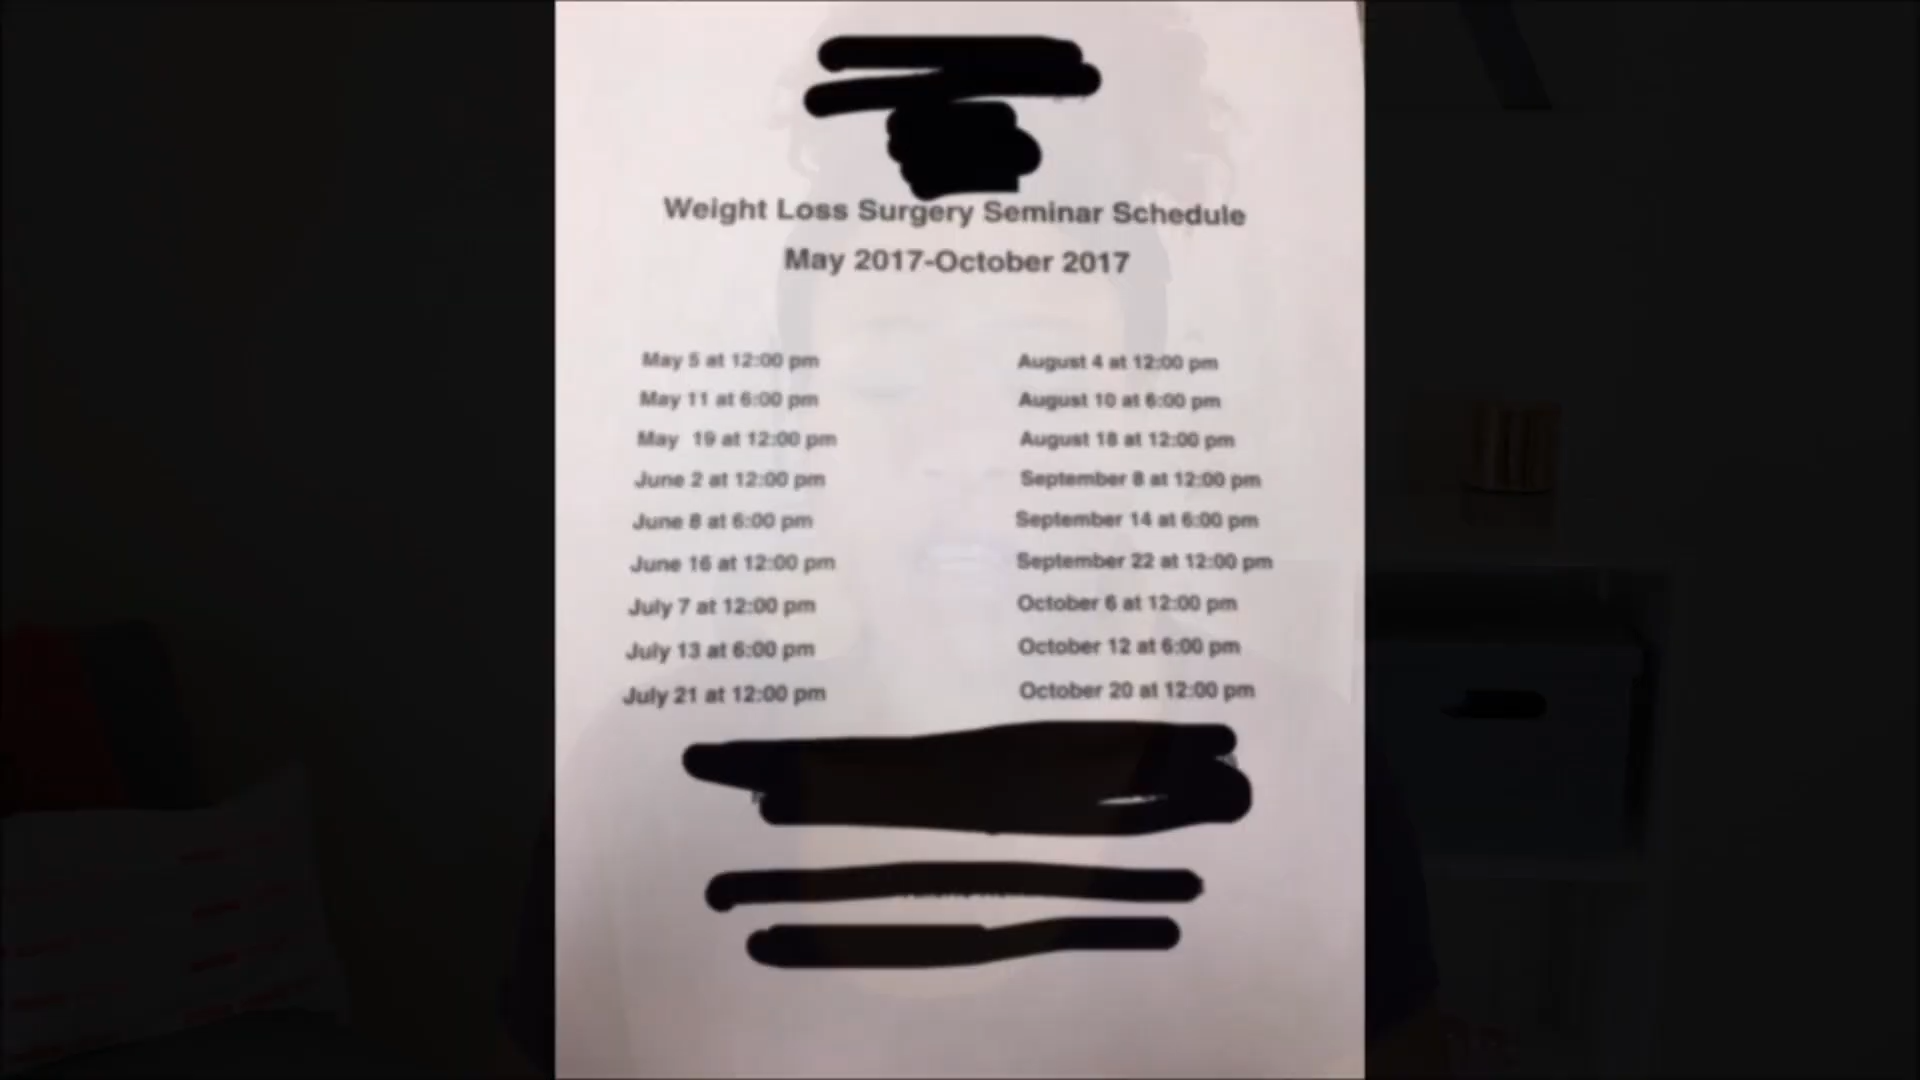 Weight Loss Surgery Seminar Schedule
May 2017-October 2017
May 5 at 12:00 pm
May 11 at 6:00 pm
May 19 at 12:00 pm
June 2 at 12:00 pm
June 8 at 6:00 pm
June 16 at 12:00 pm
July 7 at 12:00 pm
July 13 at 6:00 pm
July 21 at 12:00 pm
August 4 at 12:00 pm
August 10 at 6:00 pm
August 18 at 12:00 pm
September 8 at 12:00 pm
September 14 at 6:00 pm
September 22 at 12:00 pm
October 6 at 12:00 pm
October 12 at 6:00 pm
October 20 at 12:00 pm